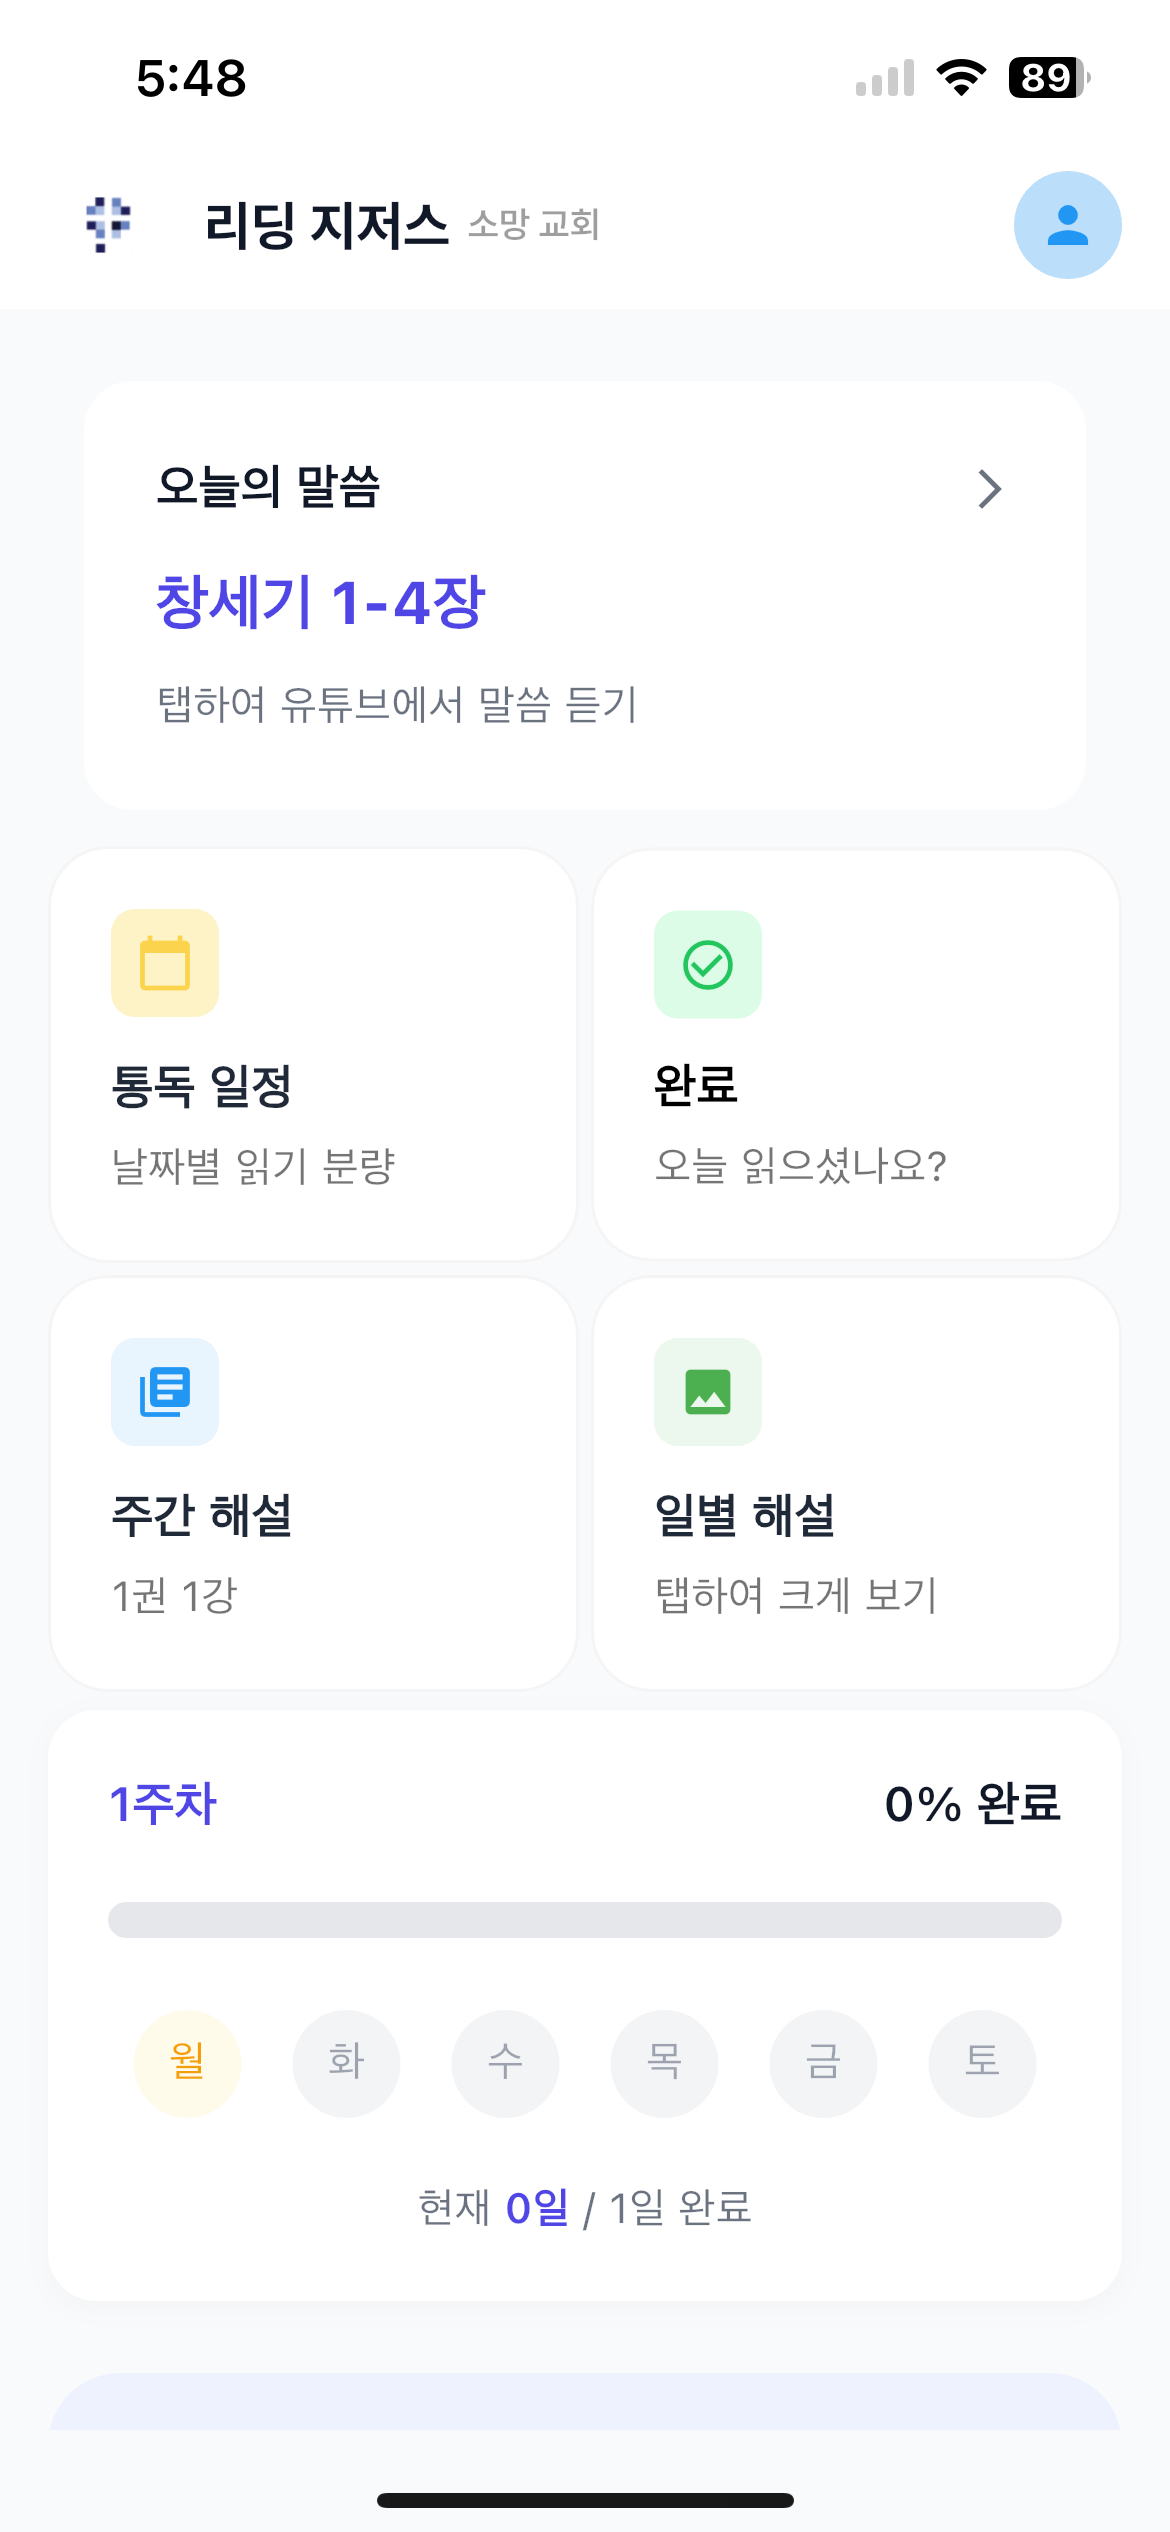 5:48
89
리딩 지저스 소망 교회
오늘의 말씀
창세기 1-4장
탭하여 유튜브에서 말씀 듣기
통독 일정
날짜별 읽기 분량
완료
오늘 읽으셨나요?
주간 해설
1권 1강
일별 해설
탭하여 크게 보기
1주차
0% 완료
월 화 수 목 금 토
현재 0일 / 1일 완료